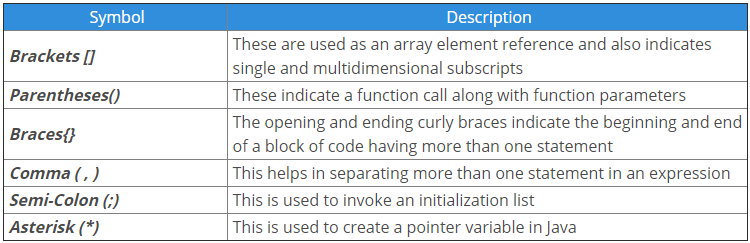 Symbol Description
Brackets [] These are used as an array element reference and also indicates
single and multidimensional subscripts
Parentheses() These indicate a function call along with function parameters
Braces{} The opening and ending curly braces indicate the beginning and end
of a block of code having more than one statement
Comma ( , ) This helps in separating more than one statement in an expression
Semi-Colon (;) This is used to invoke an initialization list
Asterisk (*) This is used to create a pointer variable in Java